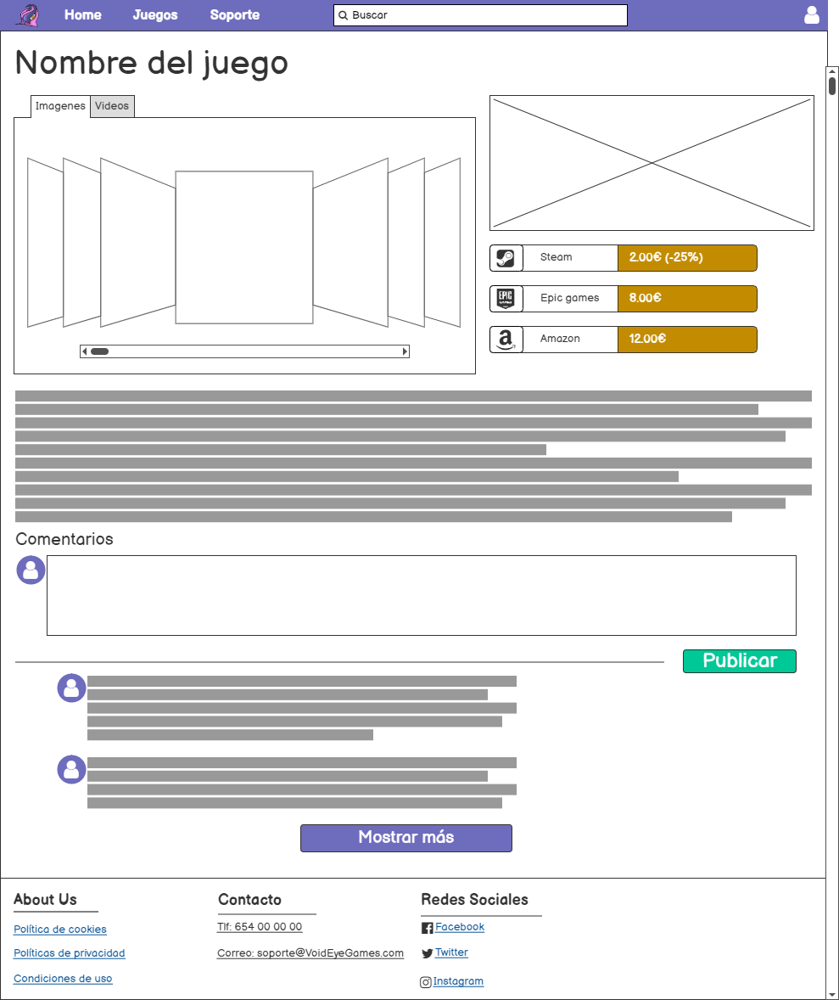 Home Juegos Soporte Buscar
Nombre del juego
Imagenes Videos
Steam 2.00€ (-25%)
EPIC GAMES Epic games 8.00€
a Amazon 12.00€
Comentarios
Publicar
Mostrar más
About Us
Política de cookies
Políticas de privacidad
Condiciones de uso
Contacto
Tlf: 654 00 00 00
Correo: soporte@VoidEyeGames.com
Redes Sociales
Facebook
Twitter
Instagram